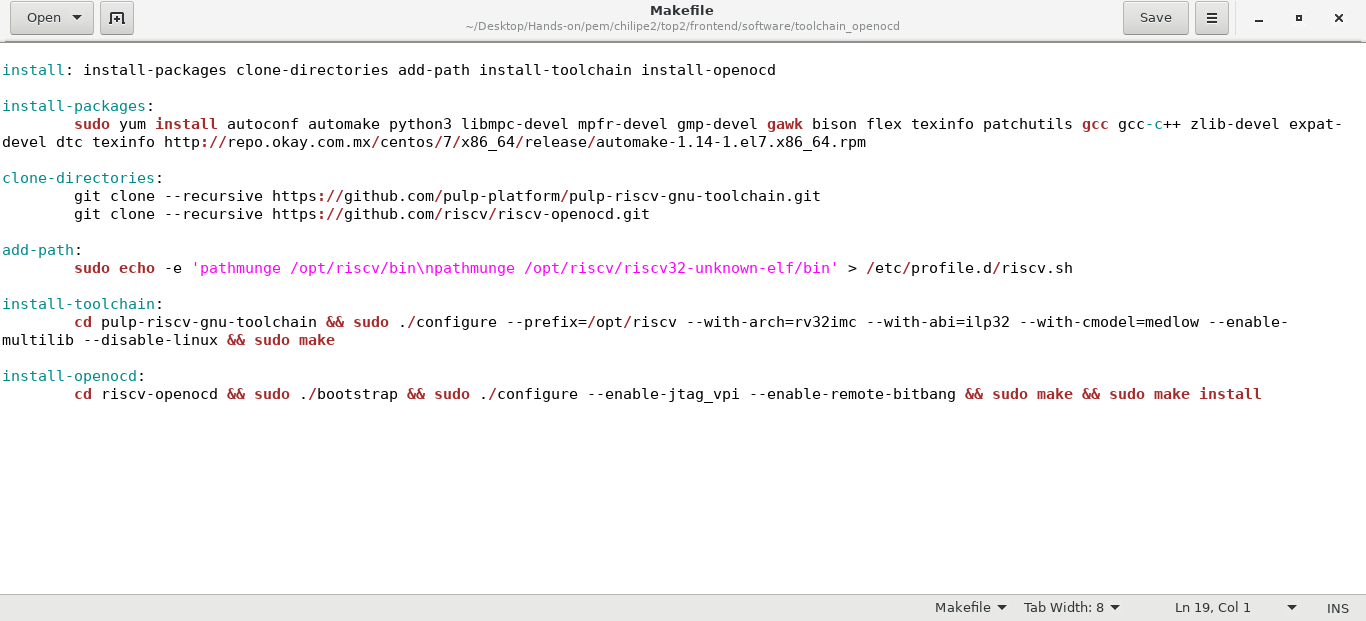 Open
Makefile
~/Desktop/Hands-on/pem/chilipe2/top2/frontend/software/toolchain_openocd
Save
install: install-packages clone-directories add-path install-toolchain install-openocd
install-packages:
sudo yum install autoconf automake python3 libmpc-devel mpfr-devel gmp-devel gawk bison flex texinfo patchutils gcc gcc-c++ zlib-devel expat-
devel dtc texinfo http://repo.okay.com.mx/centos/7/x86_64/release/automake-1.14-1.el7.x86_64.rpm
clone-directories:
git clone --recursive https://github.com/pulp-platform/pulp-riscv-gnu-toolchain.git
git clone --recursive https://github.com/riscv/riscv-openocd.git
add-path:
sudo echo -e 'pathmunge /opt/riscv/bin\npathmunge /opt/riscv/riscv32-unknown-elf/bin' > /etc/profile.d/riscv.sh
install-toolchain:
cd pulp-riscv-gnu-toolchain && sudo ./configure --prefix=/opt/riscv --with-arch=rv32imc --with-abi=ilp32 --with-cmodel=medlow --enable-
multilib --disable-linux && sudo make
install-openocd:
cd riscv-openocd && sudo ./bootstrap && sudo ./configure --enable-jtag_vpi --enable-remote-bitbang && sudo make && sudo make install
Makefile
Tab Width: 8
Ln 19, Col 1
INS